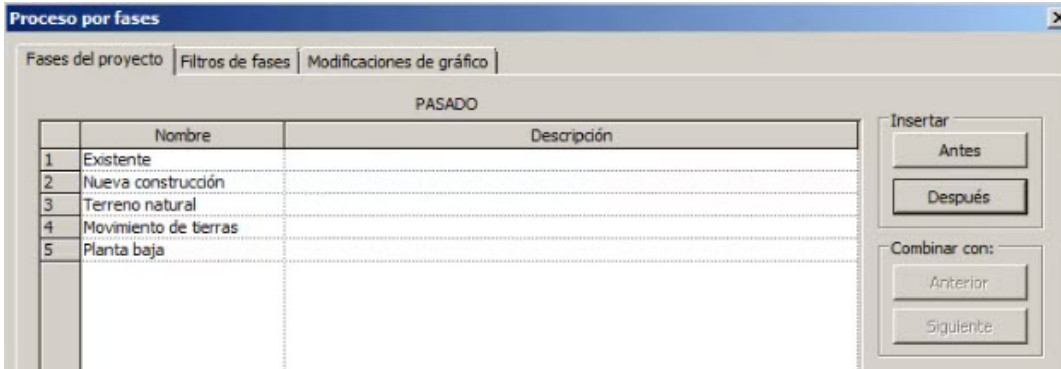 Proceso por fases
Fases del proyecto Filtros de fases Modificaciones de gráfico
PASADO
Nombre Descripción
1 Existente
2 Nueva construcción
3 Terreno natural
4 Movimiento de tierras
5 Planta baja
Insertar
Antes
Después
Combinar con:
Anterior
Siguiente